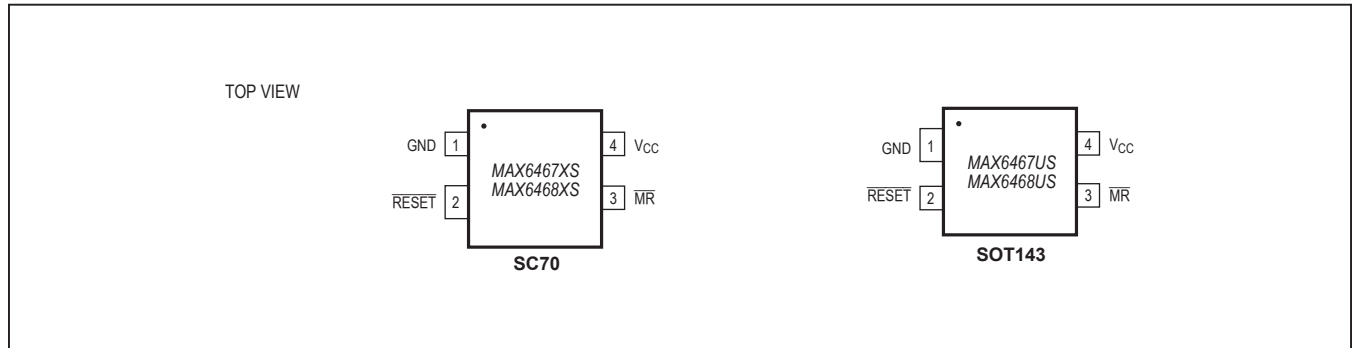 TOP VIEW
GND 1 MAX6467XS MAX6468XS 4 VCC
RESET 2 3 MR
SC70
GND 1 MAX6467US MAX6468US 4 VCC
RESET 2 3 MR
SOT143